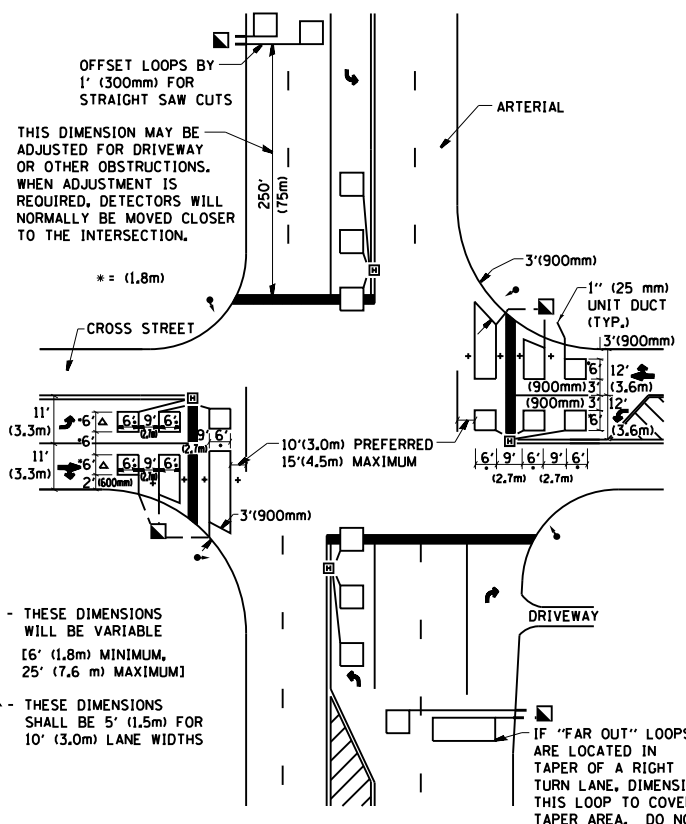 OFFSET LOOPS BY
1' (300mm) FOR
STRAIGHT SAW CUTS
ARTERIAL
THIS DIMENSION MAY BE
ADJUSTED FOR DRIVEWAY
OR OTHER OBSTRUCTIONS.
WHEN ADJUSTMENT IS
REQUIRED, DETECTORS WILL
NORMALLY BE MOVED CLOSER
TO THE INTERSECTION.
250'
(75m)
* = (1.8m)
H
3'(900mm)
1" (25 mm)
UNIT DUCT
(TYP.)
CROSS STREET
3'(900mm)
*6'
12'
(3.6m)
(900mm) 3'
(900mm) 3'
12'
*6'
(3.6m)
H
H
11'
(3.3m)
*6'
6' 9' 6'
(2.7m)
9' 6'
(2.7m)
*6'
11'
(3.3m)
*6'
6' 9' 6'
(2.7m)
2' (600mm)
10'(3.0m) PREFERRED
15'(4.5m) MAXIMUM
6' 9' 6' 9' 6'
(2.7m) (2.7m)
3'(900mm)
H
DRIVEWAY
- THESE DIMENSIONS
WILL BE VARIABLE
[6' (1.8m) MINIMUM,
25' (7.6 m) MAXIMUM]
- THESE DIMENSIONS
SHALL BE 5' (1.5m) FOR
10' (3.0m) LANE WIDTHS
IF "FAR OUT" LOOPS
ARE LOCATED IN
TAPER OF A RIGHT
TURN LANE, DIMENSI
THIS LOOP TO COVE
TAPER AREA. DO NO